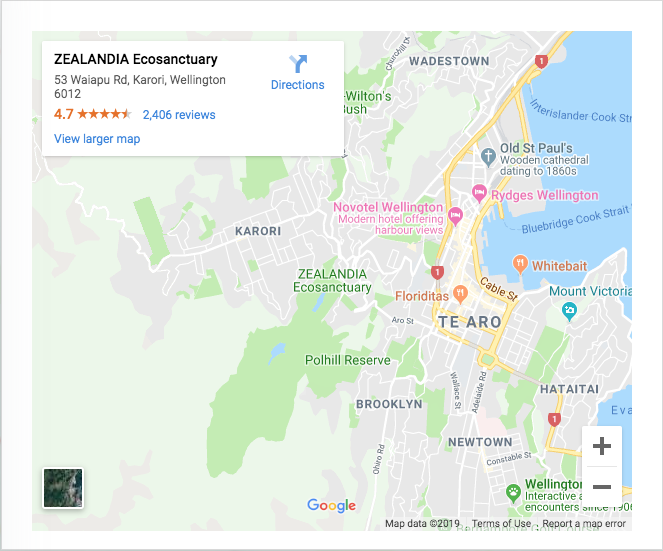 ZEALANDIA Ecosanctuary
53 Waiapu Rd, Karori, Wellington
6012
Directions
4.7
2,406 reviews
View larger map
Churchill Dr
WADESTOWN
1
-Wilton's
Bush
Interislander Cook Str
Old St Paul's
Wooden cathedral
dating to 1860s
Rydges Wellington
Novotel Wellington
Modern hotel offering
harbour views
Bluebridge Cook Strait
KARORI
ZEALANDIA
Ecosanctuary
1
Whitebait
Cable St
Floriditas
Mount Victoria
Aro St
TE ARO
Polhill Reserve
Wallace St
Adelaide Rd
HATAITAI
BROOKLYN
Eva
1
Ohiro Rd
NEWTOWN
Constable St
Wellington
Interactive a
encounters since 1906
Google
Map data ©2019
Terms of Use
Report a map error